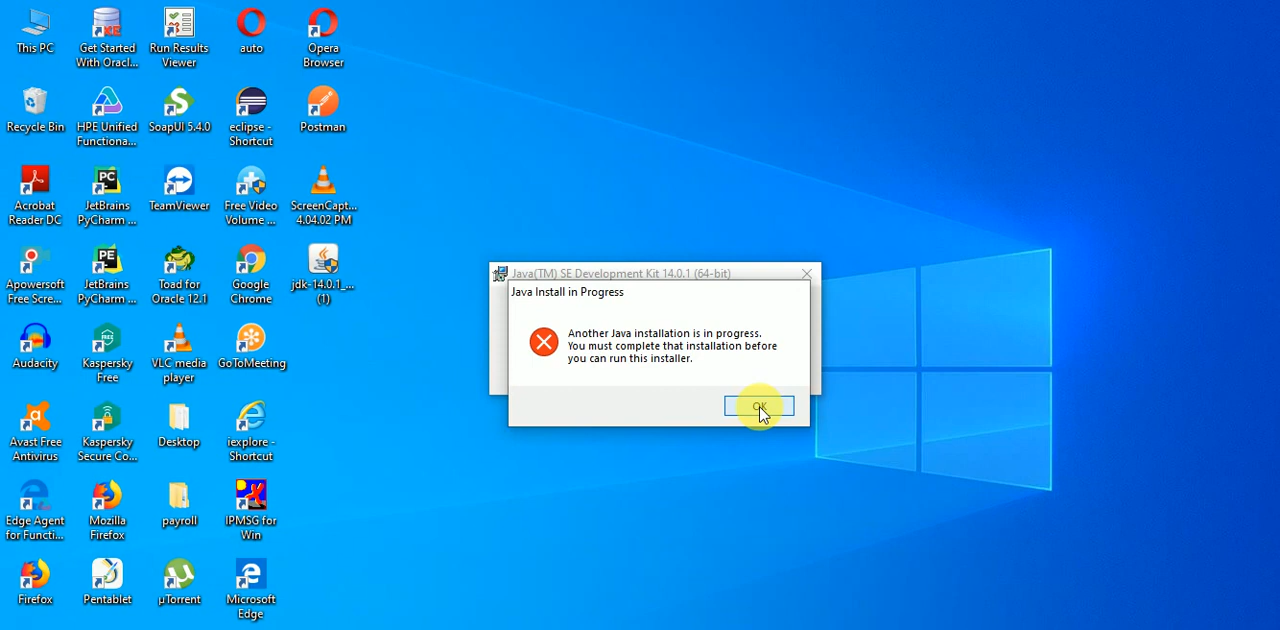 This PC
Get Started
With Oracl...
Run Results
Viewer
auto
Opera
Browser
Recycle Bin
HPE Unified
Functiona...
SoapUI 5.4.0
eclipse -
Shortcut
Postman
Acrobat
Reader DC
JetBrains
PyCharm ...
TeamViewer
Free Video
Volume ...
ScreenCapt...
4.04.02 PM
Apowersoft
Free Scre...
JetBrains
PyCharm ...
Toad for
Oracle 12.1
Google
Chrome
jdk-14.0.1_...
(1)
Java(TM) SE Development Kit 14.0.1 (64-bit)
Java Install in Progress
Another Java installation is in progress.
You must complete that installation before
you can run this installer.
OK
Audacity
Kaspersky
Free
VLC media
player
GoToMeeting
Avast Free
Antivirus
Kaspersky
Secure Co...
Desktop
iexplore -
Shortcut
Edge Agent
for Functi...
Mozilla
Firefox
payroll
IPMSG for
Win
Firefox
Pentablet
µTorrent
Microsoft
Edge